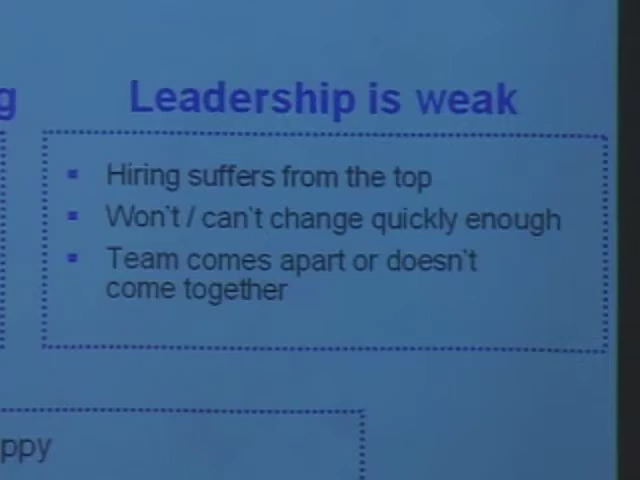 g
Leadership is weak
Hiring suffers from the top
Won't / can't change quickly enough
Team comes apart or doesn't
come together
ppy